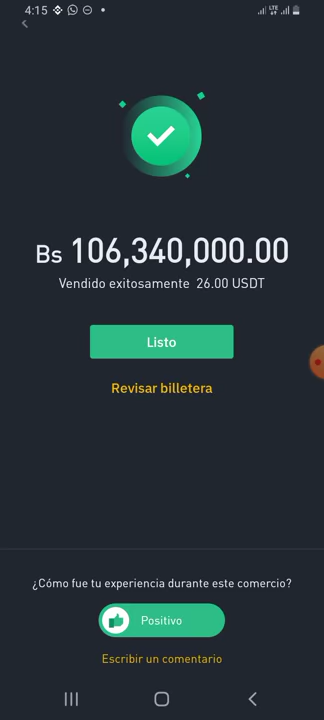 4:15
LTE
Bs 106,340,000.00
Vendido exitosamente 26.00 USDT
Listo
Revisar billetera
¿Cómo fue tu experiencia durante este comercio?
Positivo
Escribir un comentario